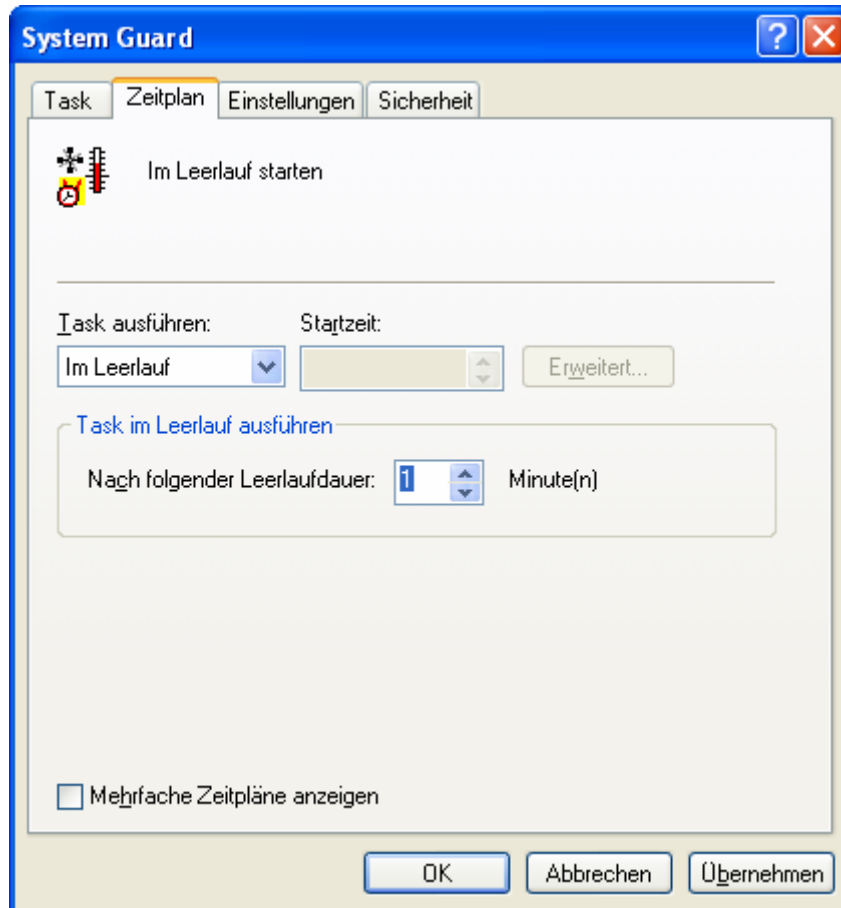 System Guard
Task Zeitplan Einstellungen Sicherheit
Im Leerlauf starten
Task ausführen: Startzeit:
Im Leerlauf Erweitert...
Task im Leerlauf ausführen
Nach folgender Leerlaufdauer: 1 Minute(n)
Mehrfache Zeitpläne anzeigen
OK Abbrechen Übernehmen